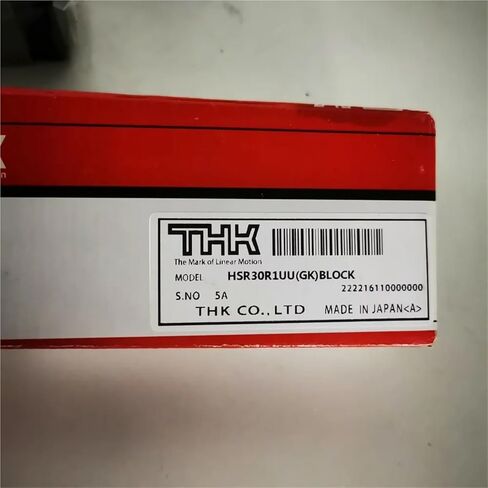 THK
The Mark of Linear Motion
MODEL HSR30R1UU(GK)BLOCK
222216110000000
S.NO 5A
THK CO.,LTD MADE IN JAPAN<A>